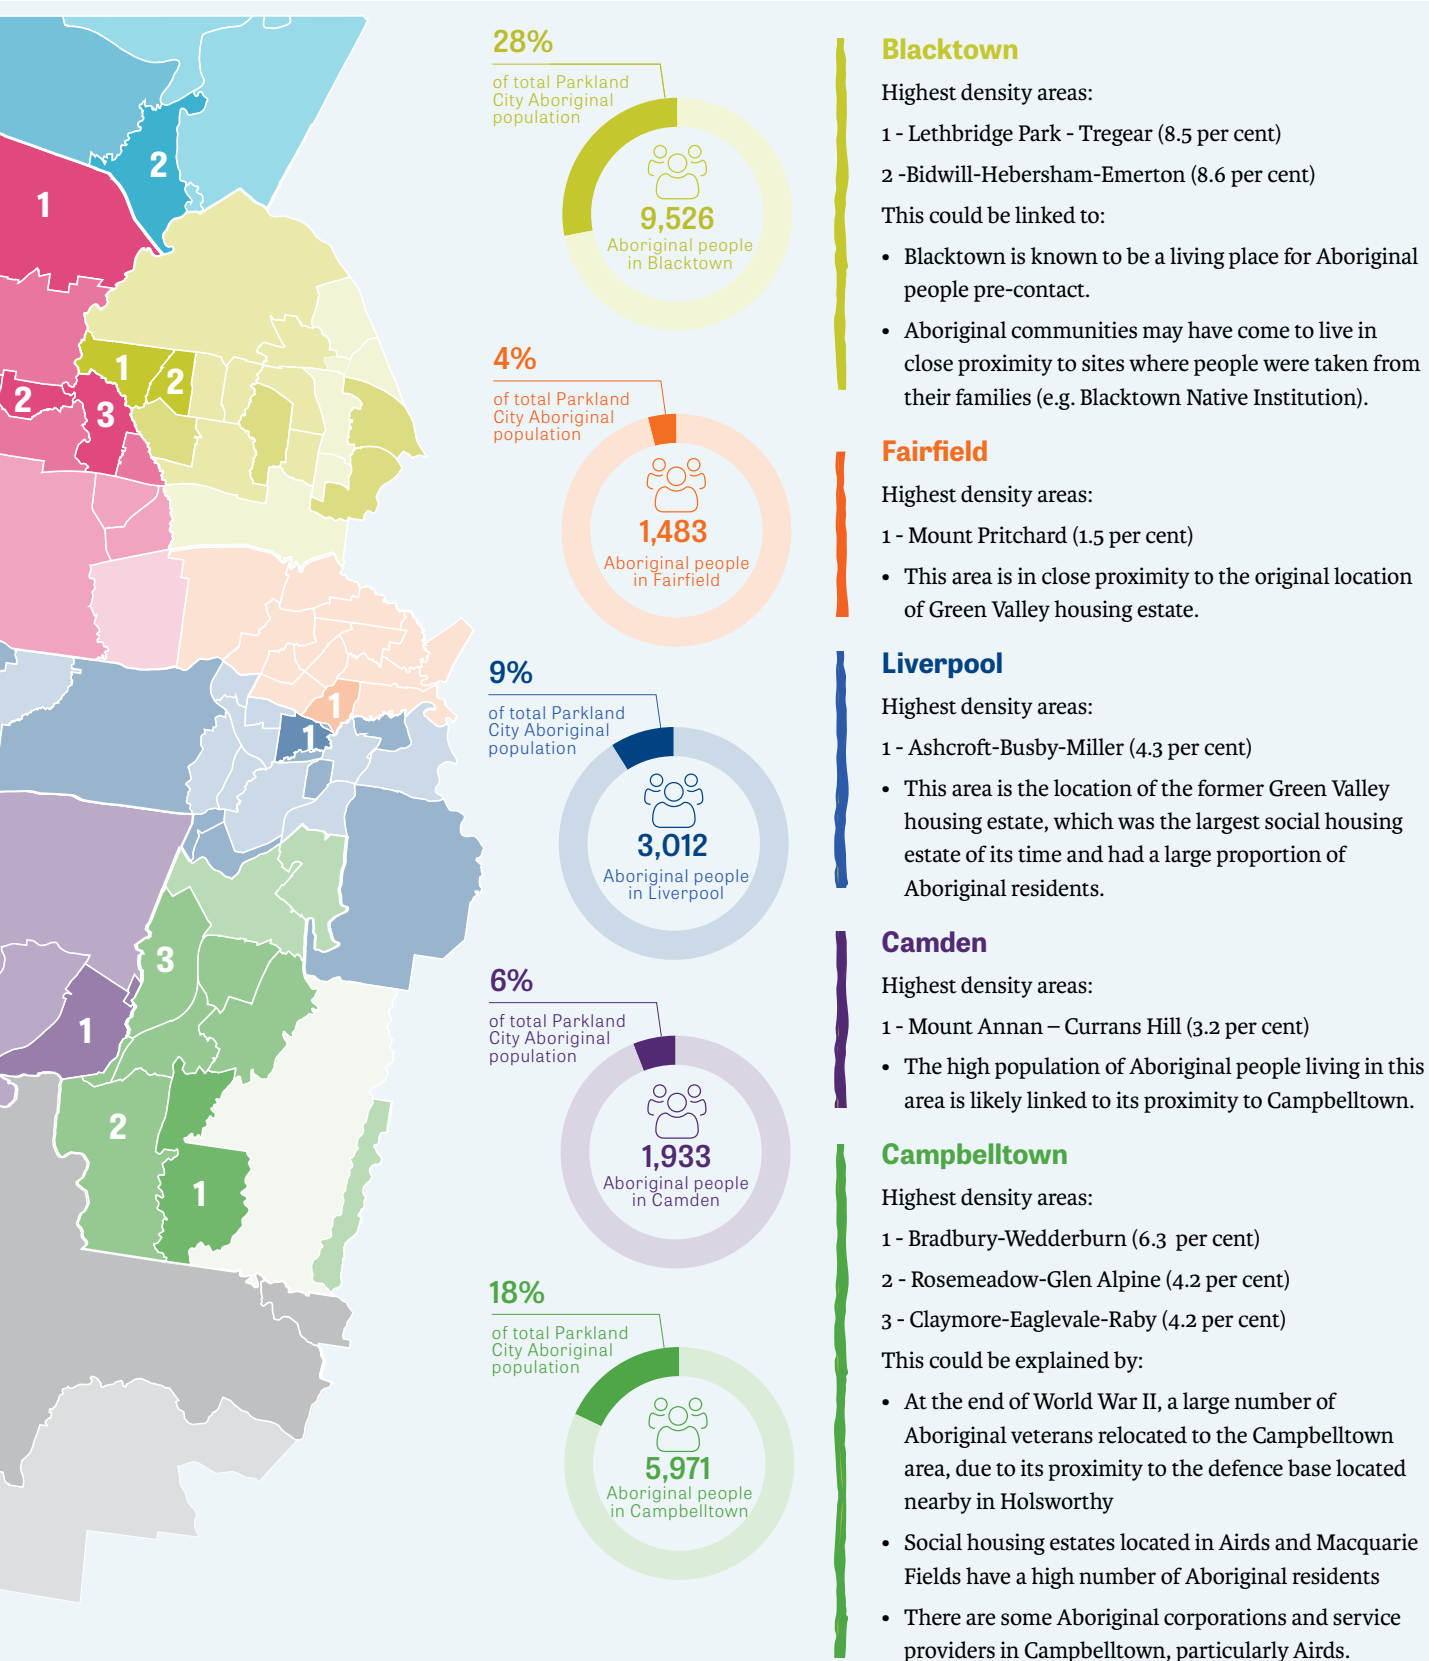 2
1
1
2
2
3
1
1
3
1
2
1
28%
of total Parkland
City Aboriginal
population
9,526
Aboriginal people
in Blacktown
4%
of total Parkland
City Aboriginal
population
1,483
Aboriginal people
in Fairfield
9%
of total Parkland
City Aboriginal
population
3,012
Aboriginal people
in Liverpool
6%
of total Parkland
City Aboriginal
population
1,933
Aboriginal people
in Camden
18%
of total Parkland
City Aboriginal
population
5,971
Aboriginal people
in Campbelltown
Blacktown
Highest density areas:
1 - Lethbridge Park - Tregear (8.5 per cent)
2 -Bidwill-Hebersham-Emerton (8.6 per cent)
This could be linked to:
• Blacktown is known to be a living place for Aboriginal
people pre-contact.
• Aboriginal communities may have come to live in
close proximity to sites where people were taken from
their families (e.g. Blacktown Native Institution).
Fairfield
Highest density areas:
1 - Mount Pritchard (1.5 per cent)
• This area is in close proximity to the original location
of Green Valley housing estate.
Liverpool
Highest density areas:
1 - Ashcroft-Busby-Miller (4.3 per cent)
• This area is the location of the former Green Valley
housing estate, which was the largest social housing
estate of its time and had a large proportion of
Aboriginal residents.
Camden
Highest density areas:
1 - Mount Annan – Currans Hill (3.2 per cent)
• The high population of Aboriginal people living in this
area is likely linked to its proximity to Campbelltown.
Campbelltown
Highest density areas:
1 - Bradbury-Wedderburn (6.3 per cent)
2 - Rosemeadow-Glen Alpine (4.2 per cent)
3 - Claymore-Eaglevale-Raby (4.2 per cent)
This could be explained by:
• At the end of World War II, a large number of
Aboriginal veterans relocated to the Campbelltown
area, due to its proximity to the defence base located
nearby in Holsworthy
• Social housing estates located in Airds and Macquarie
Fields have a high number of Aboriginal residents
• There are some Aboriginal corporations and service
providers in Campbelltown, particularly Airds.